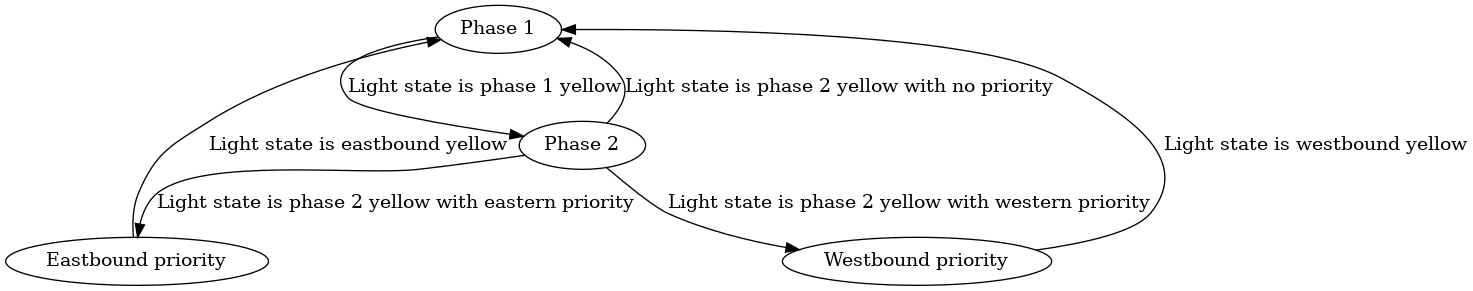 Phase 1
Light state is phase 1 yellow
Light state is phase 2 yellow with no priority
Light state is eastbound yellow
Phase 2
Light state is westbound yellow
Light state is phase 2 yellow with eastern priority
Light state is phase 2 yellow with western priority
Eastbound priority
Westbound priority